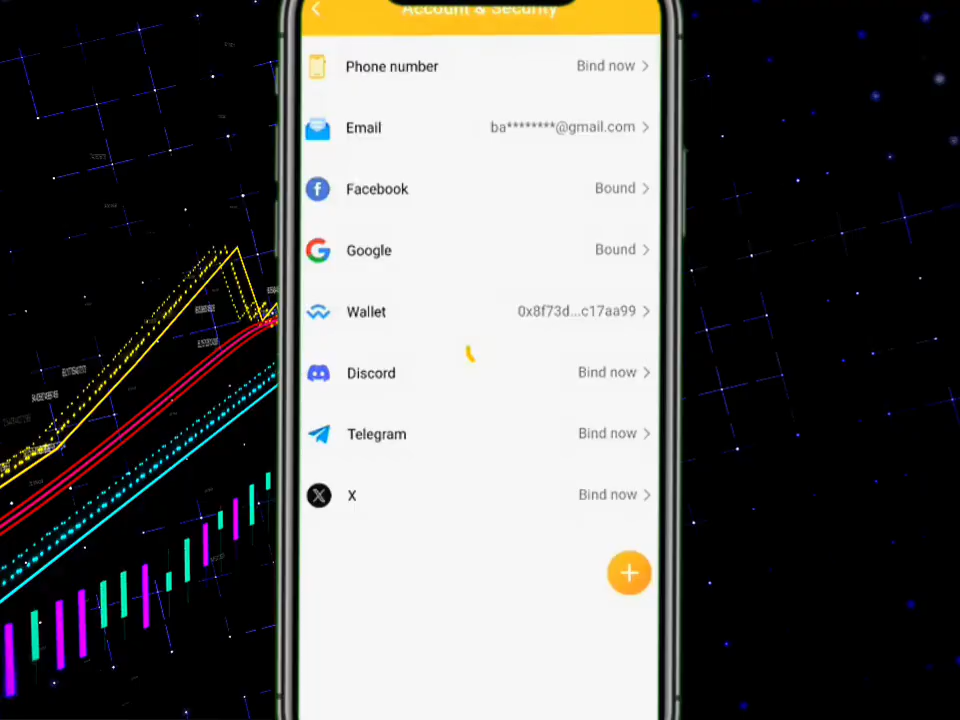 Account & Security
Phone number Bind now
Email ba********@gmail.com
Facebook Bound
Google Bound
Wallet 0x8f73d...c17aa99
Discord Bind now
Telegram Bind now
X Bind now